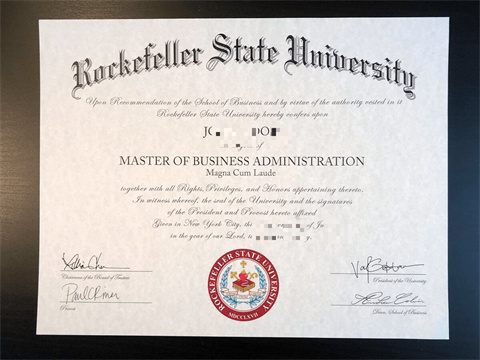 Rockefeller State University
Upon Recommendation of the School of Business and by virtue of the authority vested in it
Rockefeller State University hereby confers upon
of
MASTER OF BUSINESS ADMINISTRATION
Magna Cum Laude
together with all Rights, Privileges, and Honors appertaining thereto.
In witness whereof, the seal of the University and the signatures
of the President and Provost hereto affixed
Given in New York City, this of
in the year of our Lord,
ROCKEFELLER STATE UNIVERSITY
MDCCLXVII
Chairman of the Board of Trustees
President of the University
Provost
Dean, School of Business